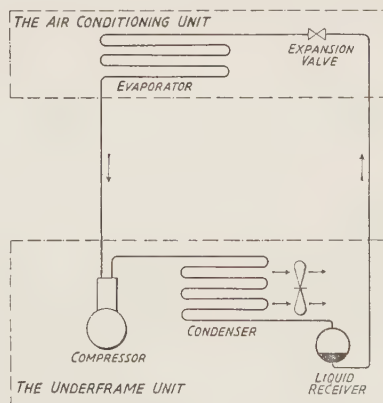 THE AIR CONDITIONING UNIT
EXPANSION
VALVE
EVAPORATOR
CONDENSER
COMPRESSOR
LIQUID
RECEIVER
THE UNDERFRAME UNIT